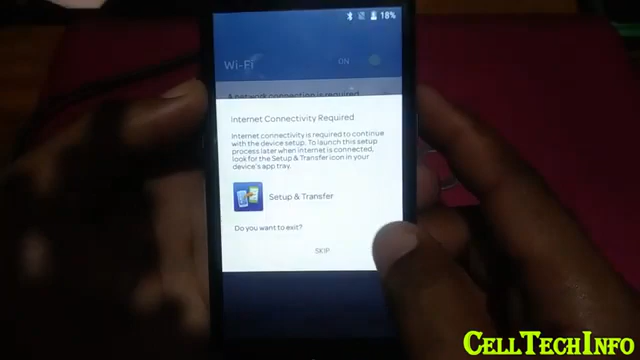 18%
Wi-Fi
ON
A network connection is required
Internet Connectivity Required
Internet connectivity is required to continue
with the device setup. To launch this setup
process later when internet is connected,
look for the Setup & Transfer icon in your
device's app tray.
Setup & Transfer
Do you want to exit?
SKIP
CellTechInfo